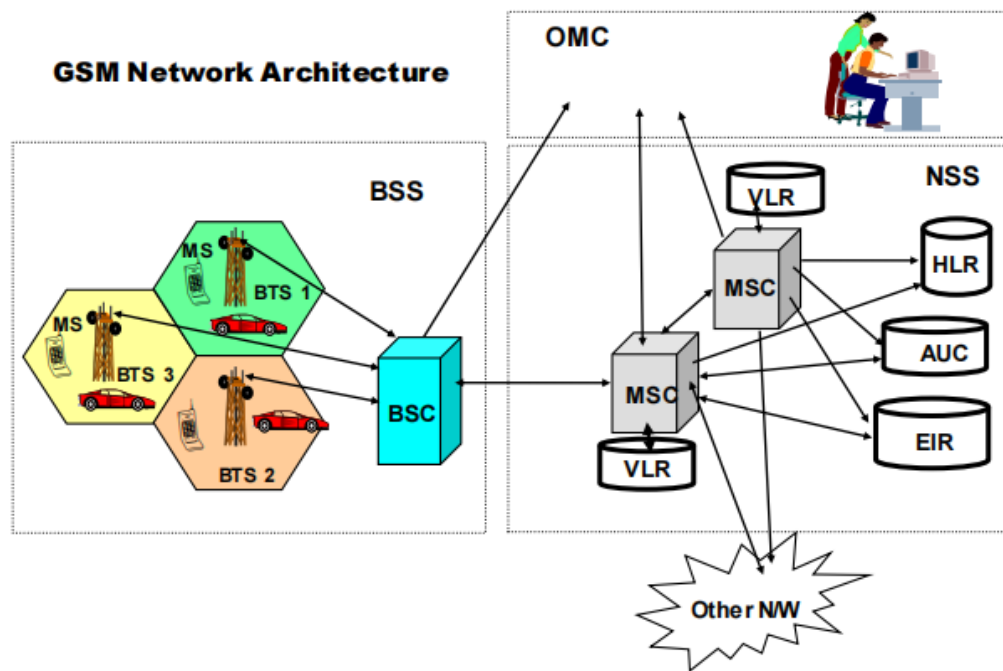 GSM Network Architecture
OMC
BSS
MS
BTS 1
MS
BTS 3
BTS 2
BSC
NSS
VLR
MSC
HLR
MSC
AUC
VLR
EIR
Other N/W